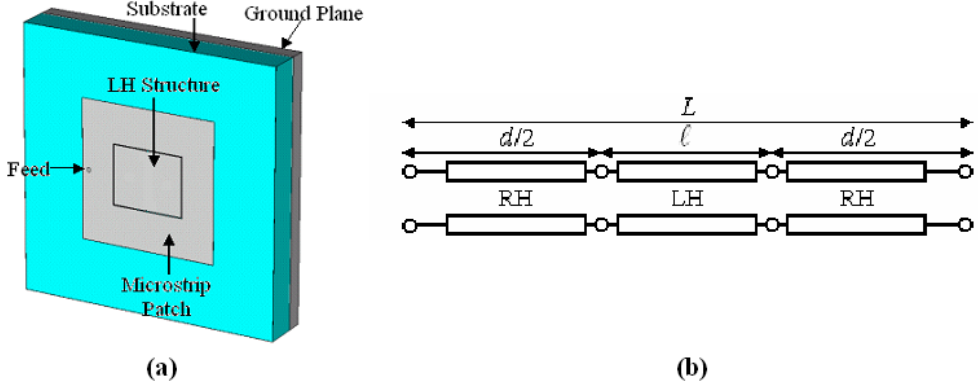 Substrate
Ground Plane
LH Structure
Feed
Microstrip
Patch
(a)
L
d/2
ℓ
d/2
RH
LH
RH
(b)